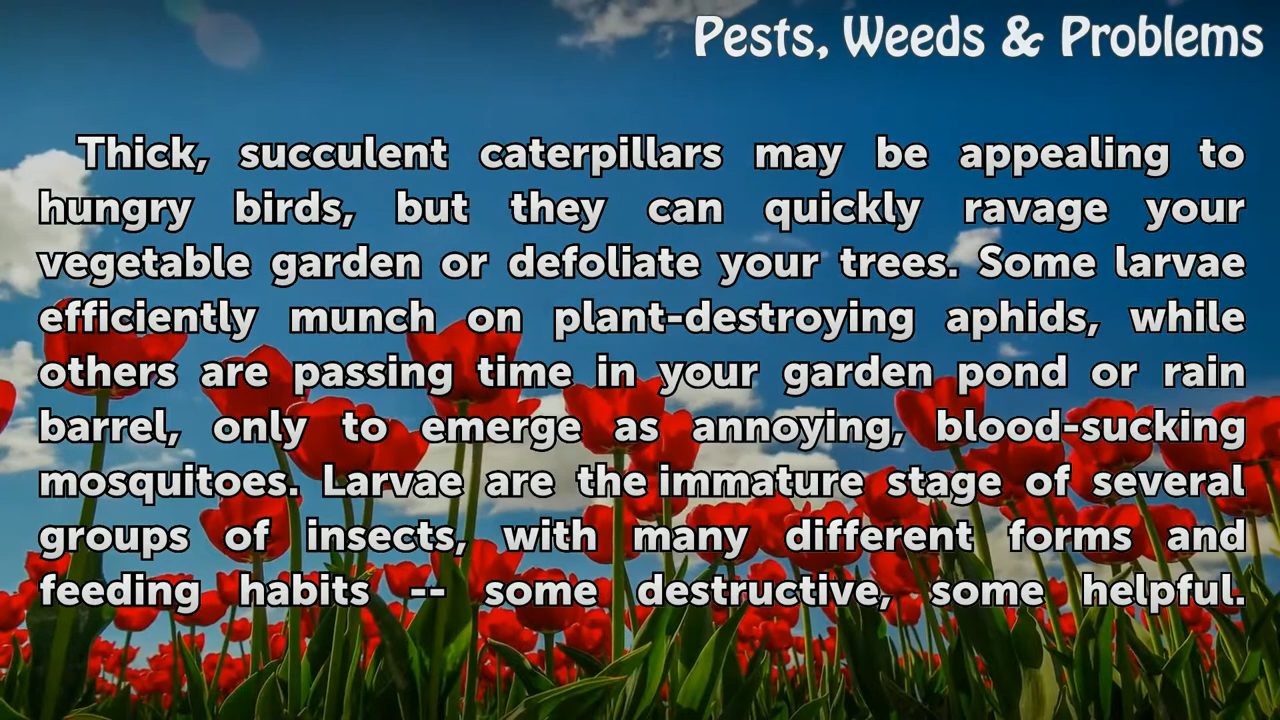 Pests, Weeds & Problems
Thick, succulent caterpillars may be appealing to
hungry birds, but they can quickly ravage your
vegetable garden or defoliate your trees. Some larvae
efficiently munch on plant-destroying aphids, while
others are passing time in your garden pond or rain
barrel, only to emerge as annoying, blood-sucking
mosquitoes. Larvae are the immature stage of several
groups of insects, with many different forms and
feeding habits -- some destructive, some helpful.